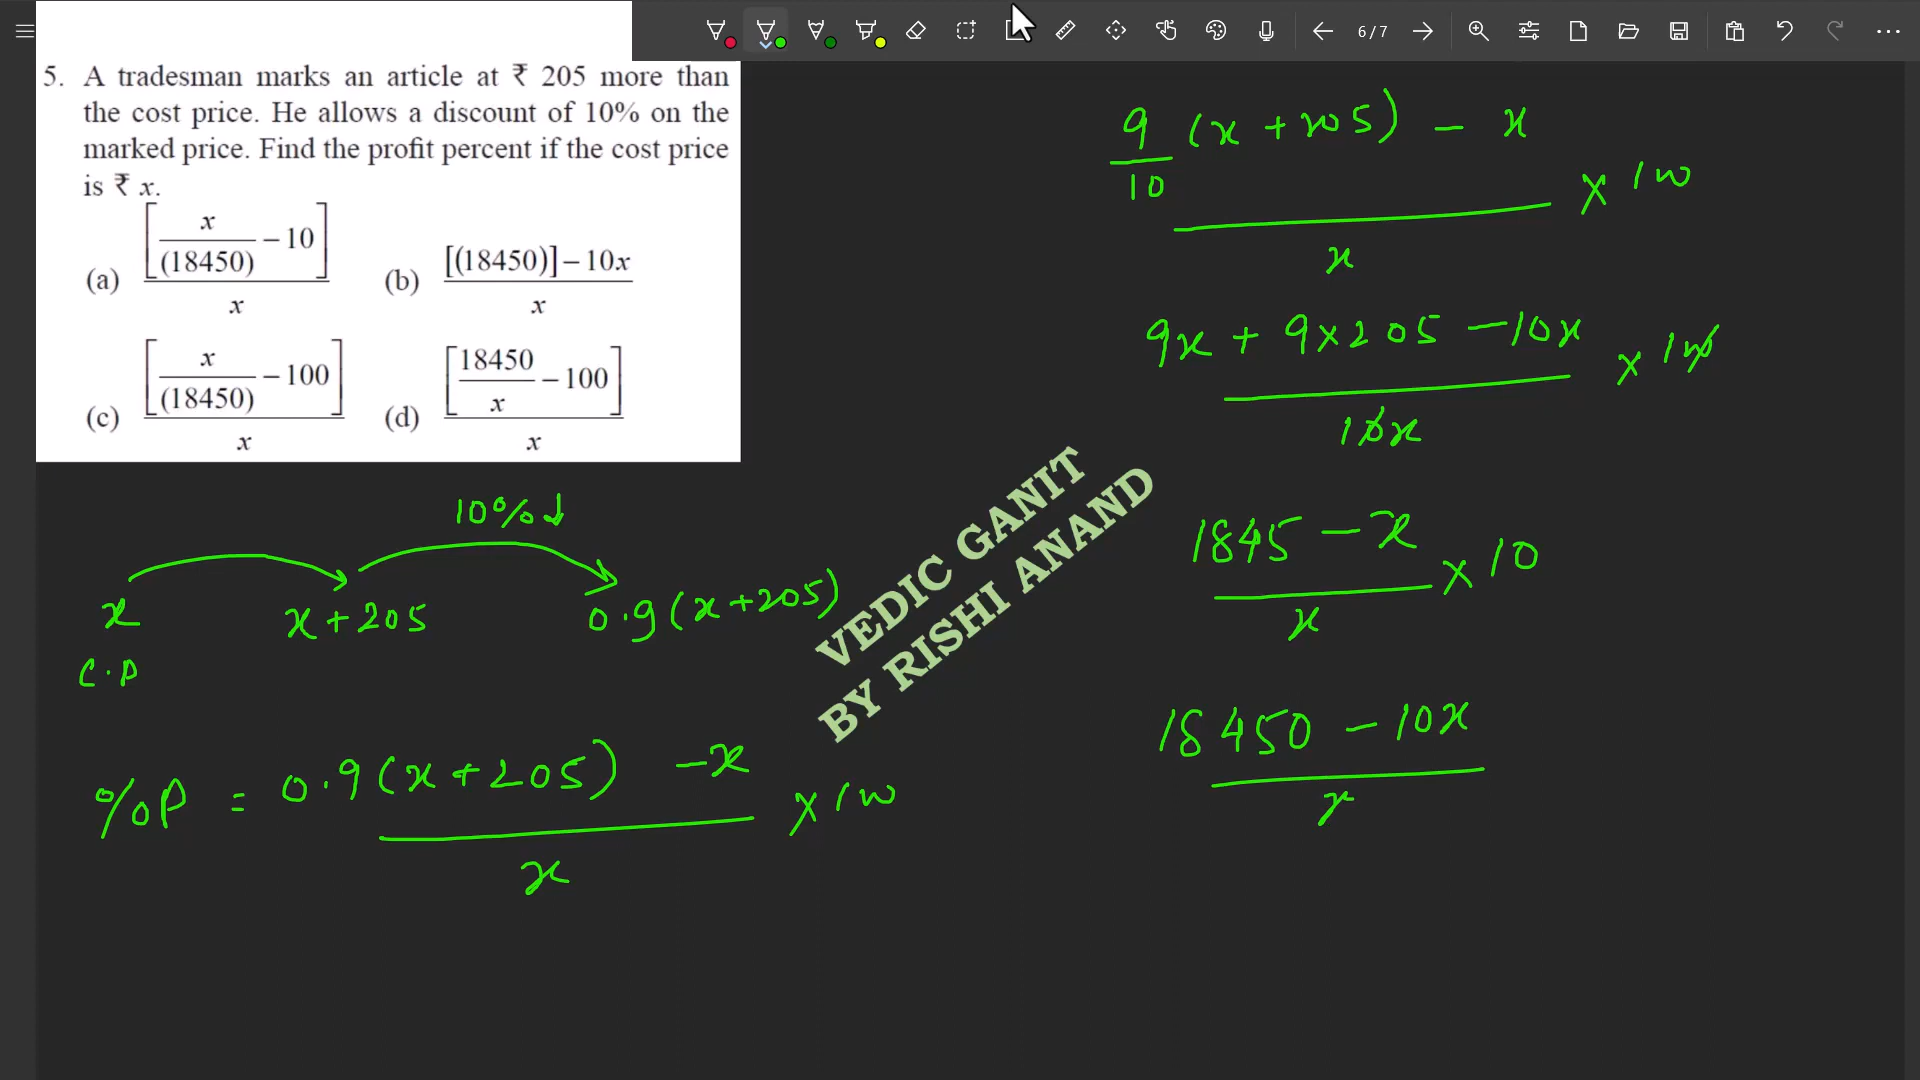 6 / 7
5. A tradesman marks an article at ₹ 205 more than
the cost price. He allows a discount of 10% on the
marked price. Find the profit percent if the cost price
is ₹ x.
(a) [x/(18450) − 10]/x
(b) [(18450)] − 10x/x
(c) [x/(18450) − 100]/x
(d) [18450/x − 100]/x
10% ↓
x → x + 205 → 0.9(x + 205)
C.P
%P = 0.9(x + 205) − x/x × 100
9/10 (x + 205) − x/x × 100
9x + 9×205 − 10x/10x × 100
1845 − x/x × 10
18450 − 10x/x
VEDIC GANIT
BY RISHI ANAND